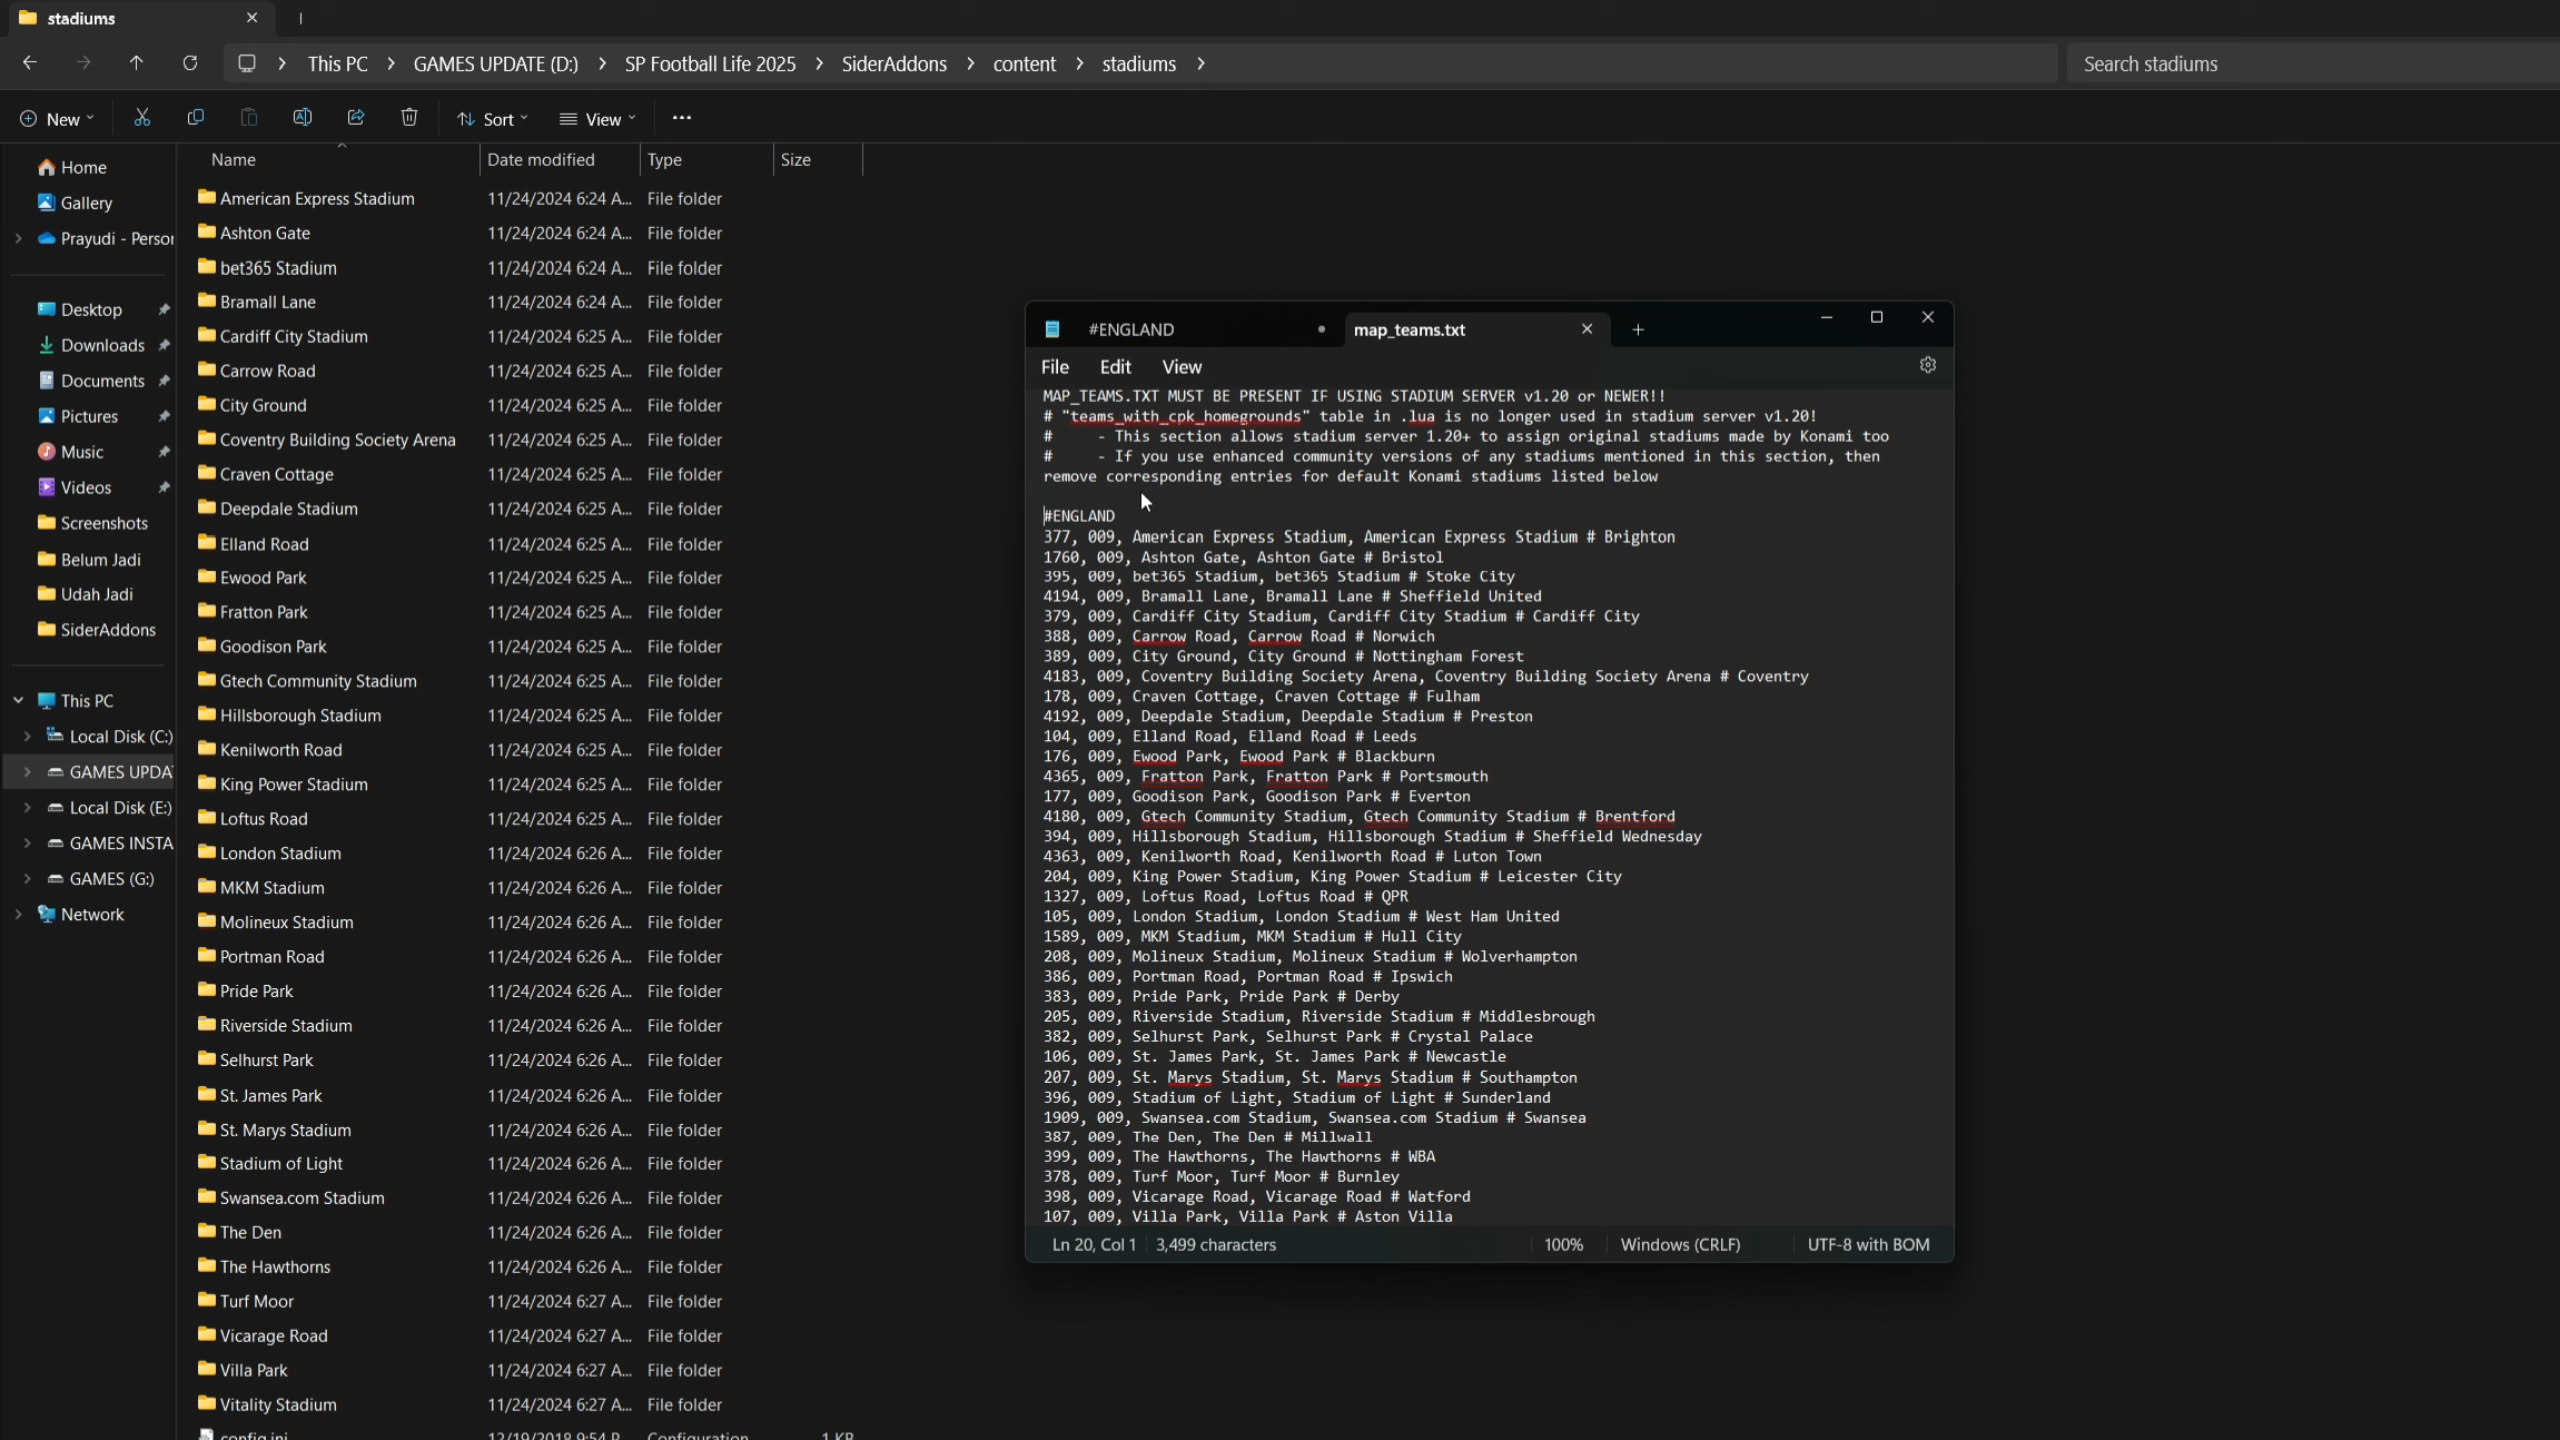 stadiums
This PC > GAMES UPDATE (D:) > SP Football Life 2025 > SiderAddons > content > stadiums >
Search stadiums
New
Sort
View
Home
Gallery
Prayudi - Person
Desktop
Downloads
Documents
Pictures
Music
Videos
Screenshots
Belum Jadi
Udah Jadi
SiderAddons
This PC
Local Disk (C:)
GAMES UPDA
Local Disk (E:)
GAMES INSTA
GAMES (G:)
Network
Name Date modified Type Size
American Express Stadium 11/24/2024 6:24 A... File folder
Ashton Gate 11/24/2024 6:24 A... File folder
bet365 Stadium 11/24/2024 6:24 A... File folder
Bramall Lane 11/24/2024 6:24 A... File folder
Cardiff City Stadium 11/24/2024 6:24 A... File folder
Carrow Road 11/24/2024 6:25 A... File folder
City Ground 11/24/2024 6:25 A... File folder
Coventry Building Society Arena 11/24/2024 6:25 A... File folder
Craven Cottage 11/24/2024 6:25 A... File folder
Deepdale Stadium 11/24/2024 6:25 A... File folder
Elland Road 11/24/2024 6:25 A... File folder
Ewood Park 11/24/2024 6:25 A... File folder
Fratton Park 11/24/2024 6:25 A... File folder
Goodison Park 11/24/2024 6:25 A... File folder
Gtech Community Stadium 11/24/2024 6:25 A... File folder
Hillsborough Stadium 11/24/2024 6:25 A... File folder
Kenilworth Road 11/24/2024 6:25 A... File folder
King Power Stadium 11/24/2024 6:25 A... File folder
Loftus Road 11/24/2024 6:25 A... File folder
London Stadium 11/24/2024 6:26 A... File folder
MKM Stadium 11/24/2024 6:26 A... File folder
Molineux Stadium 11/24/2024 6:26 A... File folder
Portman Road 11/24/2024 6:26 A... File folder
Pride Park 11/24/2024 6:26 A... File folder
Riverside Stadium 11/24/2024 6:26 A... File folder
Selhurst Park 11/24/2024 6:26 A... File folder
St. James Park 11/24/2024 6:26 A... File folder
St. Marys Stadium 11/24/2024 6:26 A... File folder
Stadium of Light 11/24/2024 6:26 A... File folder
Swansea.com Stadium 11/24/2024 6:26 A... File folder
The Den 11/24/2024 6:26 A... File folder
The Hawthorns 11/24/2024 6:26 A... File folder
Turf Moor 11/24/2024 6:27 A... File folder
Vicarage Road 11/24/2024 6:27 A... File folder
Villa Park 11/24/2024 6:27 A... File folder
Vitality Stadium 11/24/2024 6:27 A... File folder
config.ini 12/19/2018 9:54 P... Configuration 1 KB
#ENGLAND
map_teams.txt
File Edit View
MAP_TEAMS.TXT MUST BE PRESENT IF USING STADIUM SERVER v1.20 or NEWER!!
# "teams_with_cpk_homegrounds" table in .lua is no longer used in stadium server v1.20!
# - This section allows stadium server 1.20+ to assign original stadiums made by Konami too
# - If you use enhanced community versions of any stadiums mentioned in this section, then
remove corresponding entries for default Konami stadiums listed below
#ENGLAND
377, 009, American Express Stadium, American Express Stadium # Brighton
1760, 009, Ashton Gate, Ashton Gate # Bristol
395, 009, bet365 Stadium, bet365 Stadium # Stoke City
4194, 009, Bramall Lane, Bramall Lane # Sheffield United
379, 009, Cardiff City Stadium, Cardiff City Stadium # Cardiff City
388, 009, Carrow Road, Carrow Road # Norwich
389, 009, City Ground, City Ground # Nottingham Forest
4183, 009, Coventry Building Society Arena, Coventry Building Society Arena # Coventry
178, 009, Craven Cottage, Craven Cottage # Fulham
4192, 009, Deepdale Stadium, Deepdale Stadium # Preston
104, 009, Elland Road, Elland Road # Leeds
176, 009, Ewood Park, Ewood Park # Blackburn
4365, 009, Fratton Park, Fratton Park # Portsmouth
177, 009, Goodison Park, Goodison Park # Everton
4180, 009, Gtech Community Stadium, Gtech Community Stadium # Brentford
394, 009, Hillsborough Stadium, Hillsborough Stadium # Sheffield Wednesday
4363, 009, Kenilworth Road, Kenilworth Road # Luton Town
204, 009, King Power Stadium, King Power Stadium # Leicester City
1327, 009, Loftus Road, Loftus Road # QPR
105, 009, London Stadium, London Stadium # West Ham United
1589, 009, MKM Stadium, MKM Stadium # Hull City
208, 009, Molineux Stadium, Molineux Stadium # Wolverhampton
386, 009, Portman Road, Portman Road # Ipswich
383, 009, Pride Park, Pride Park # Derby
205, 009, Riverside Stadium, Riverside Stadium # Middlesbrough
382, 009, Selhurst Park, Selhurst Park # Crystal Palace
106, 009, St. James Park, St. James Park # Newcastle
207, 009, St. Marys Stadium, St. Marys Stadium # Southampton
396, 009, Stadium of Light, Stadium of Light # Sunderland
1909, 009, Swansea.com Stadium, Swansea.com Stadium # Swansea
387, 009, The Den, The Den # Millwall
399, 009, The Hawthorns, The Hawthorns # WBA
378, 009, Turf Moor, Turf Moor # Burnley
398, 009, Vicarage Road, Vicarage Road # Watford
107, 009, Villa Park, Villa Park # Aston Villa
Ln 20, Col 1 3,499 characters 100% Windows (CRLF) UTF-8 with BOM